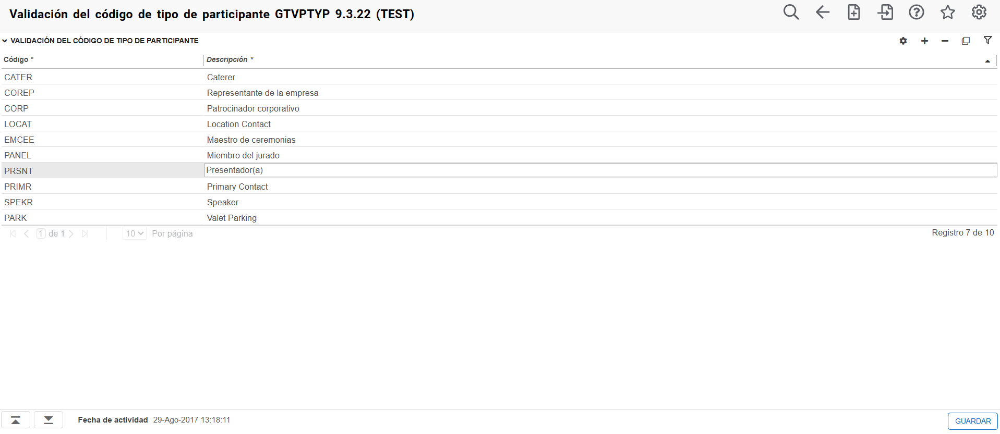 Validación del código de tipo de participante GTVPTYP 9.3.22 (TEST)
VALIDACIÓN DEL CÓDIGO DE TIPO DE PARTICIPANTE
Código * Descripción *
CATER Caterer
COREP Representante de la empresa
CORP Patrocinador corporativo
LOCAT Location Contact
EMCEE Maestro de ceremonias
PANEL Miembro del jurado
PRSNT Presentador(a)
PRIMR Primary Contact
SPEKR Speaker
PARK Valet Parking
1 de 1 10 Por página Registro 7 de 10
Fecha de actividad 29-Ago-2017 13:18:11 GUARDAR